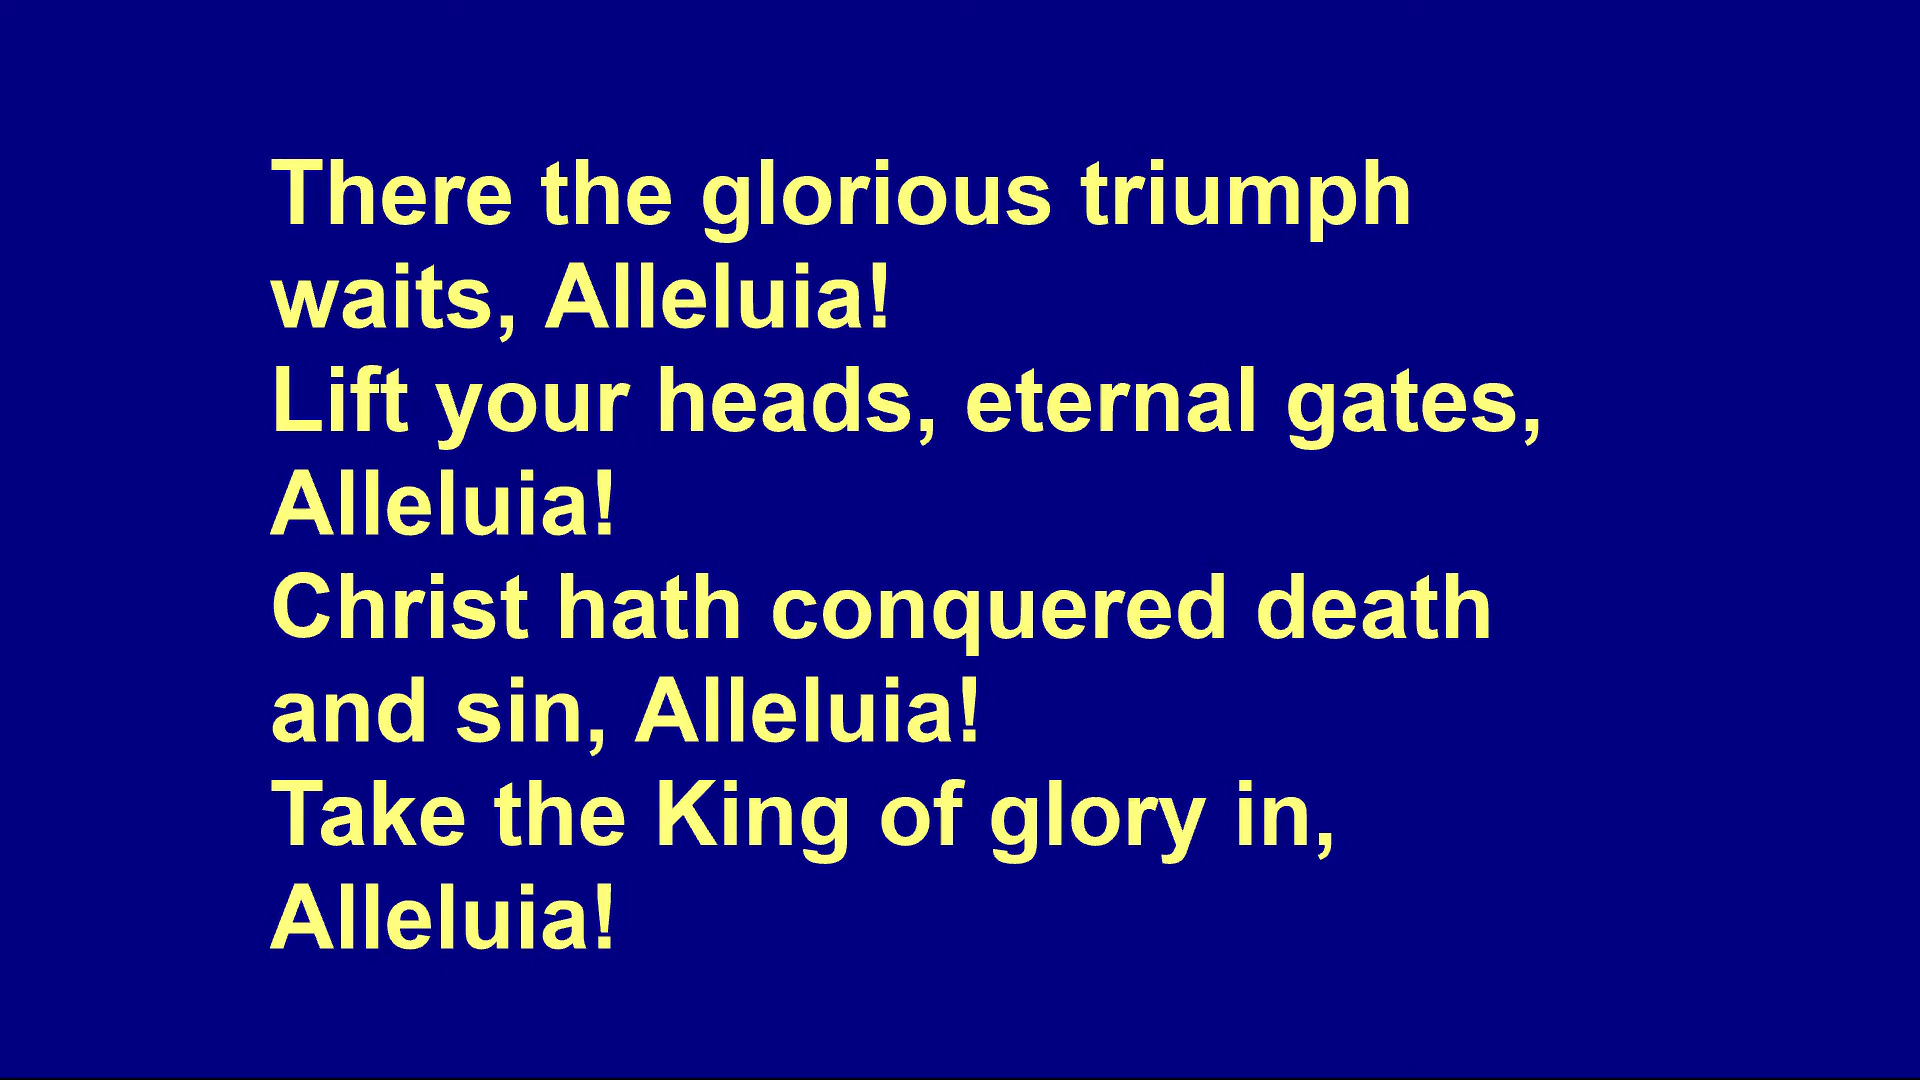 There the glorious triumph
waits, Alleluia!
Lift your heads, eternal gates,
Alleluia!
Christ hath conquered death
and sin, Alleluia!
Take the King of glory in,
Alleluia!